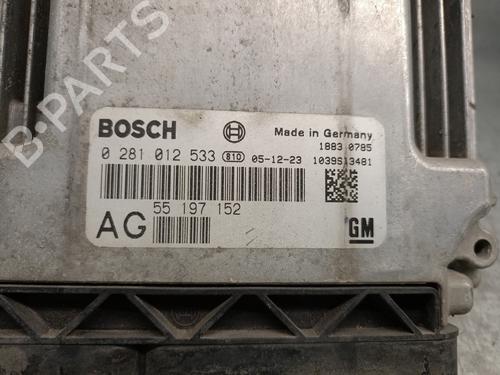 B-PARTS
BOSCH
Made in Germany
1883 0785
0 281 012 533 810 05-12-23 1039S13481
55 197 152
AG
GM